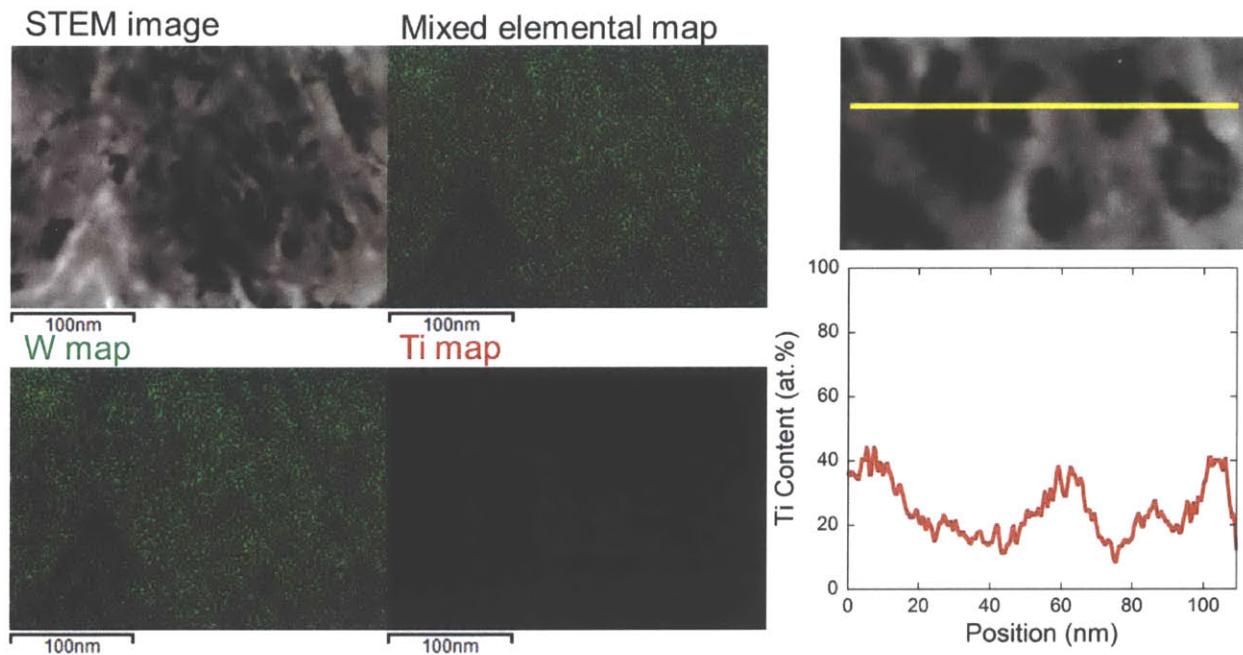 STEM image
Mixed elemental map
100nm
100nm
W map
Ti map
100nm
100nm
Ti Content (at.%)
100
80
60
40
20
0
0
20
40
60
80
100
Position (nm)